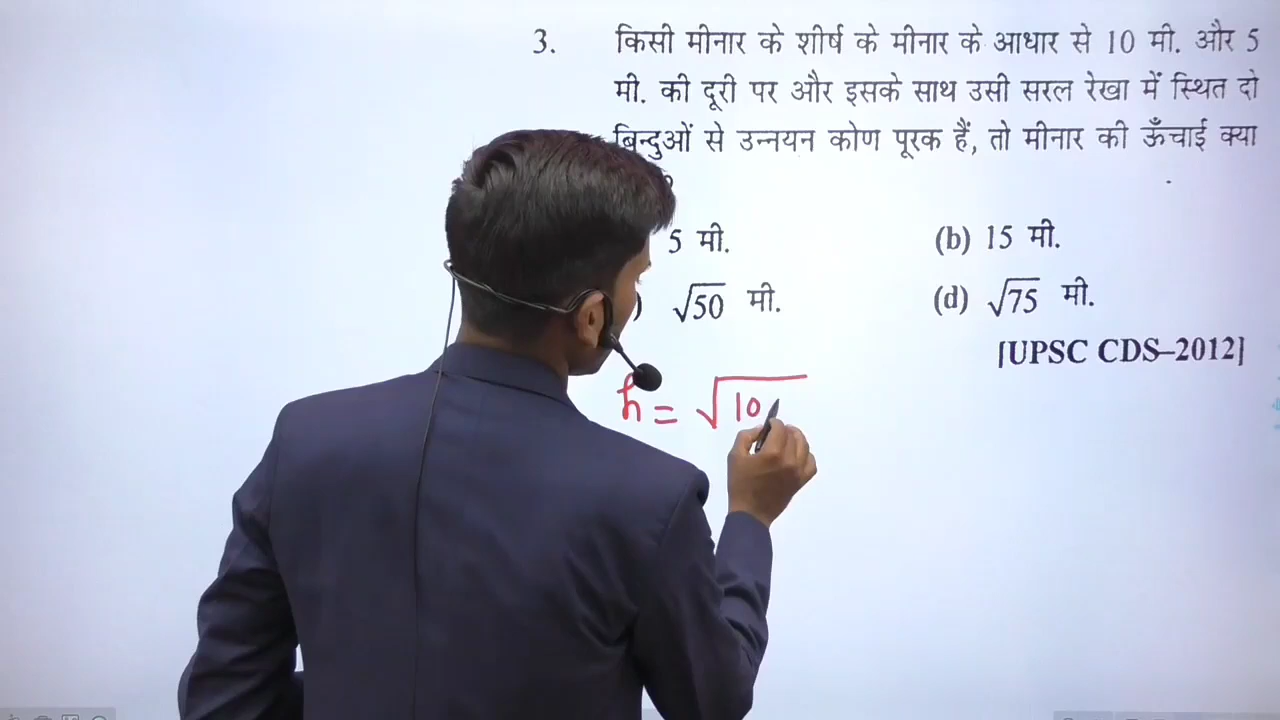 3. किसी मीनार के शीर्ष के मीनार के आधार से 10 मी. और 5
मी. की दूरी पर और इसके साथ उसी सरल रेखा में स्थित दो
बिन्दुओं से उन्नयन कोण पूरक हैं, तो मीनार की ऊँचाई क्या
?
5 मी. (b) 15 मी.
) √50 मी. (d) √75 मी.
[UPSC CDS–2012]
h = √10